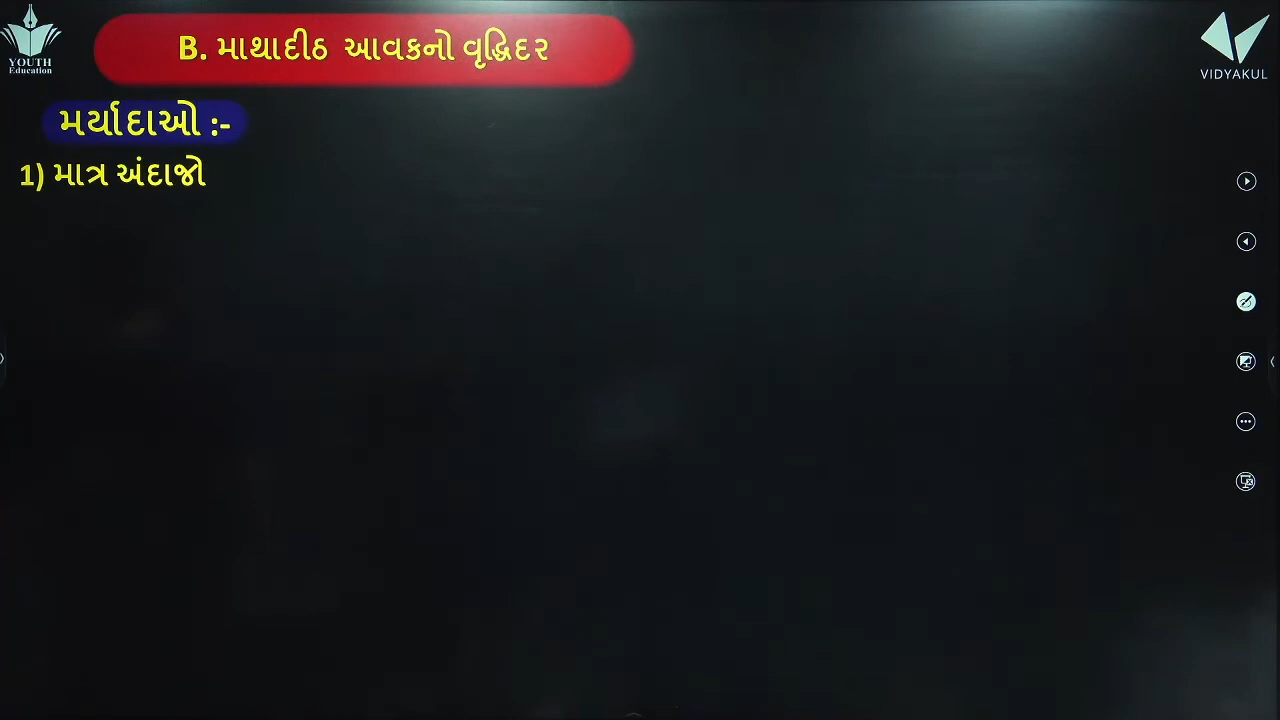 YOUTH
Education
B. માથાદીઠ આવકનો વૃદ્ધિદર
VIDYAKUL
મર્યાદાઓ :-
1) માત્ર અંદાજો